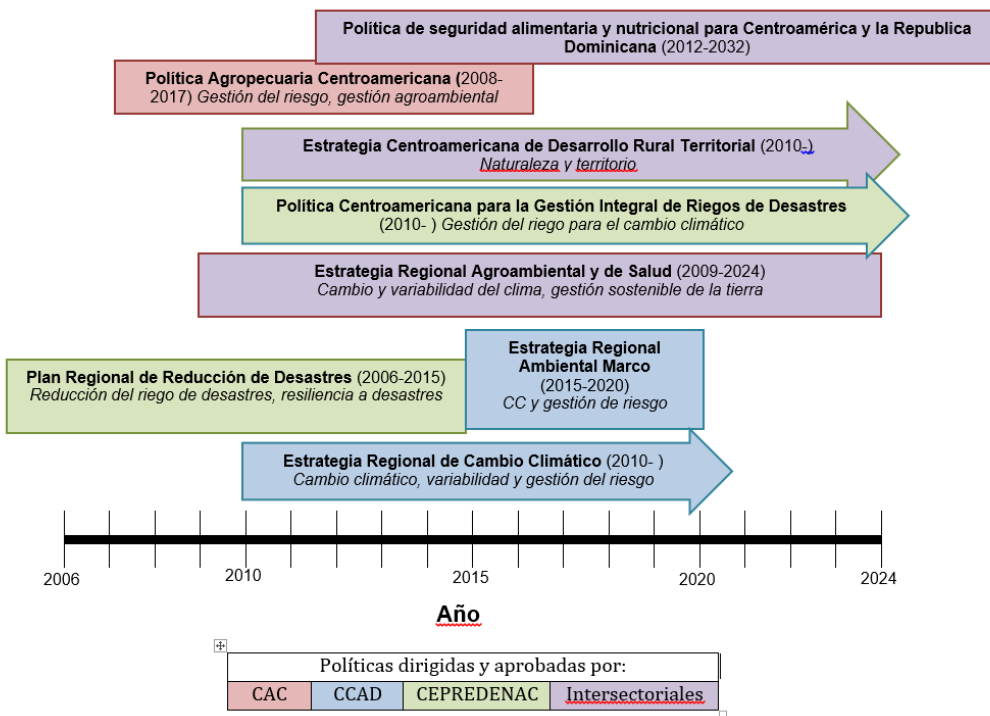 Política de seguridad alimentaria y nutricional para Centroamérica y la Republica
Dominicana (2012-2032)
Política Agropecuaria Centroamericana (2008-
2017) Gestión del riesgo, gestión agroambiental
Estrategia Centroamericana de Desarrollo Rural Territorial (2010-)
Naturaleza y territorio
Política Centroamericana para la Gestión Integral de Riegos de Desastres
(2010- ) Gestión del riego para el cambio climático
Estrategia Regional Agroambiental y de Salud (2009-2024)
Cambio y variabilidad del clima, gestión sostenible de la tierra
Estrategia Regional
Ambiental Marco
(2015-2020)
CC y gestión de riesgo
Plan Regional de Reducción de Desastres (2006-2015)
Reducción del riego de desastres, resiliencia a desastres
Estrategia Regional de Cambio Climático (2010- )
Cambio climático, variabilidad y gestión del riesgo
2006 2010 2015 2020 2024
Año
Políticas dirigidas y aprobadas por:
CAC CCAD CEPREDENAC Intersectoriales